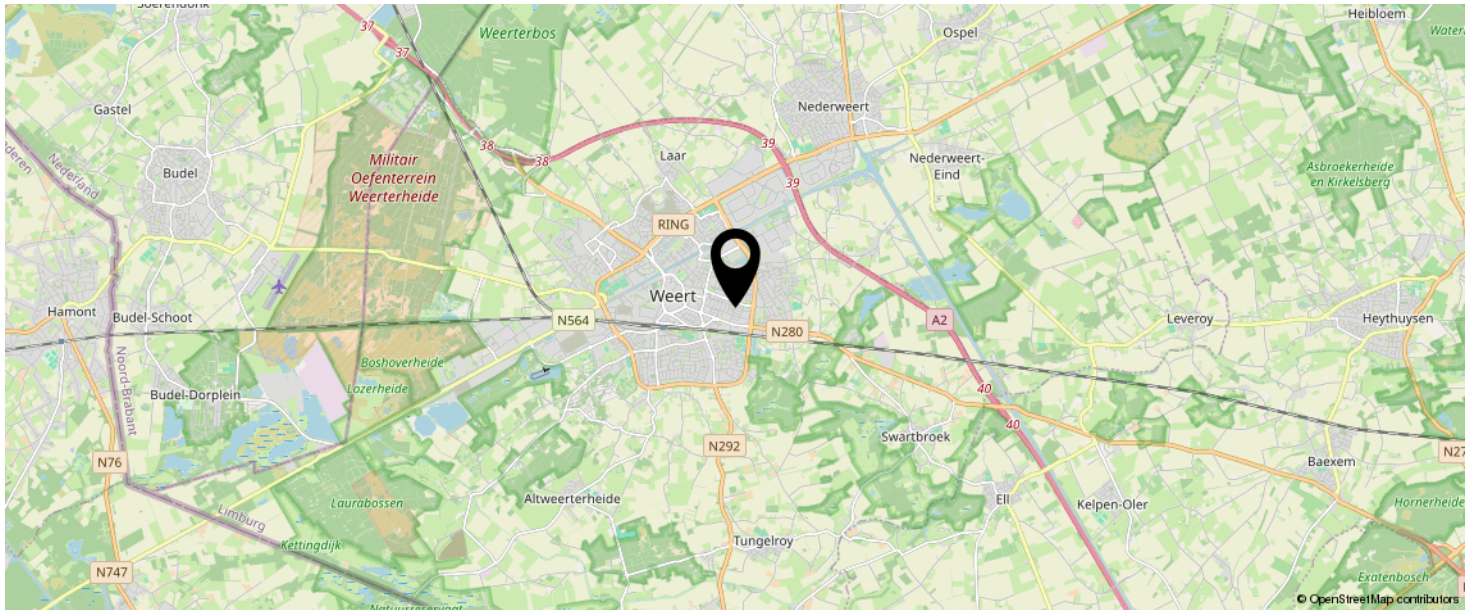 Soerendonk
37
37
Weerterbos
Ospel
Heibloem
Gastel
Nederweert
38
38
39
39
Laar
Nederweert-
Eind
Nederland
Budel
Militair
Oefenterrein
Weerterheide
Asbroekerheide
en Kirkelsberg
RING
Weert
Hamont
Budel-Schoot
N564
N280
A2
Leveroy
Heythuysen
Noord-Brabant
Boshoverheide
Lozerheide
Budel-Dorplein
40
40
Swartbroek
N76
N292
Baexem
N27
Altweerterheide
Ell
Kelpen-Oler
Laurabossen
Limburg
Hornerheide
Kettingdijk
Tungelroy
N747
Exatenbosch
© OpenStreetMap contributors